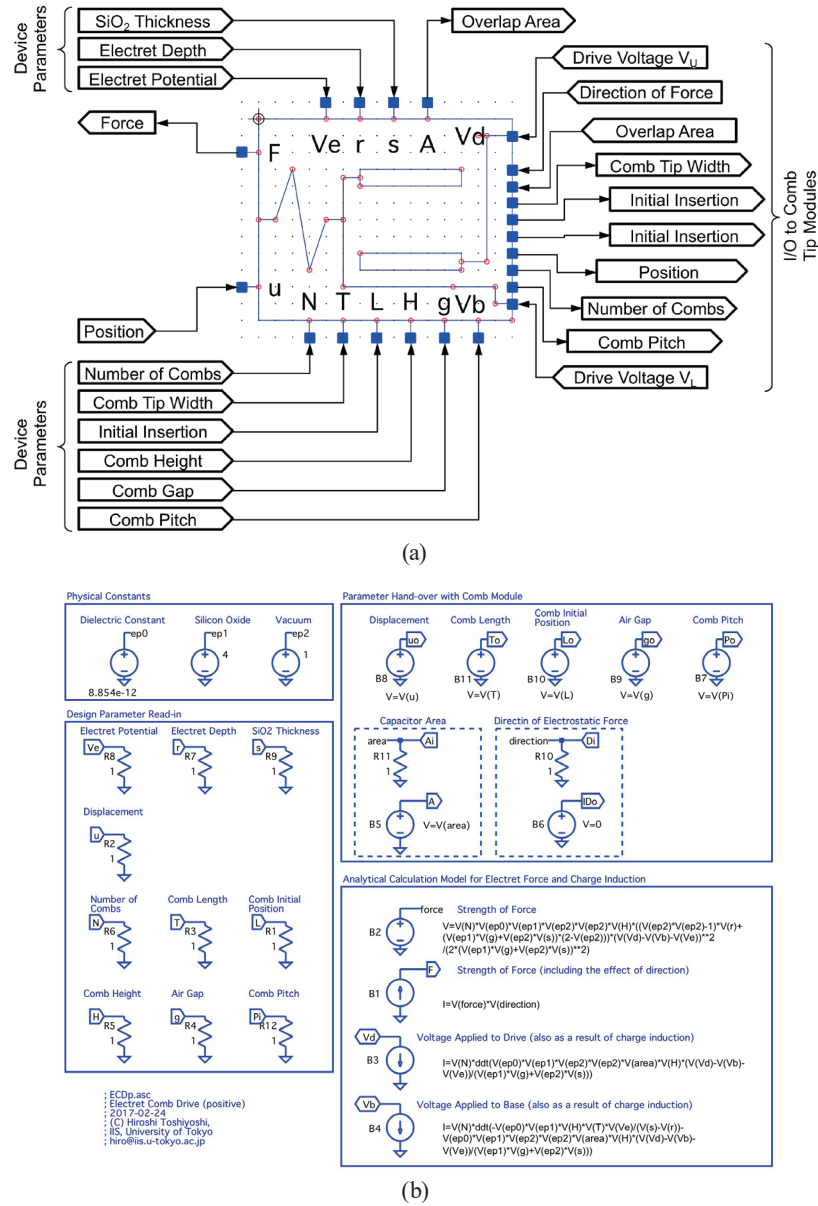 Device
Parameters
SiO2 Thickness
Electret Depth
Electret Potential
Overlap Area
Force
Position
F
Ve r s A Vd
u
N T L H g Vb
Drive Voltage VU
Direction of Force
Overlap Area
Comb Tip Width
Initial Insertion
Initial Insertion
Position
Number of Combs
Comb Pitch
Drive Voltage VL
I/O to Comb
Tip Modules
Device
Parameters
Number of Combs
Comb Tip Width
Initial Insertion
Comb Height
Comb Gap
Comb Pitch
(a)
Physical Constants
Dielectric Constant
ep0
8.854e-12
Silicon Oxide
ep1
4
Vacuum
ep2
1
Design Parameter Read-in
Electret Potential
Ve
R8
1
Electret Depth
r
R7
1
SiO2 Thickness
s
R9
1
Displacement
u
R2
1
Number of
Combs
N
R6
1
Comb Length
T
R3
1
Comb Initial
Position
L
R1
1
Comb Height
H
R5
1
Air Gap
g
R4
1
Comb Pitch
Pi
R12
1
; ECDp.asc
; Electret Comb Drive (positive)
; 2017-02-24
; (C) Hiroshi Toshiyoshi,
; IIS, University of Tokyo
; hiro@iis.u-tokyo.ac.jp
Parameter Hand-over with Comb Module
Displacement
uo
B8
V=V(u)
Comb Length
To
B11
V=V(T)
Comb Initial
Position
Lo
B10
V=V(L)
Air Gap
go
B9
V=V(g)
Comb Pitch
Po
B7
V=V(Pi)
Capacitor Area
area
Ai
R11
1
A
B5
V=V(area)
Directin of Electrostatic Force
direction
Di
R10
1
IDo
B6
V=0
Analytical Calculation Model for Electret Force and Charge Induction
force
B2
Strength of Force
V=V(N)*V(ep0)*V(ep1)*V(ep2)*V(ep2)*V(H)*((V(ep2)*V(ep2)-1)*V(r)+
(V(ep1)*V(g)+V(ep2)*V(s))*(2-V(ep2)))*(V(Vd)-V(Vb)-V(Ve))**2
/(2*(V(ep1)*V(g)+V(ep2)*V(s))**2)
F
B1
Strength of Force (including the effect of direction)
I=V(force)*V(direction)
Vd
B3
Voltage Applied to Drive (also as a result of charge induction)
I=V(N)*ddt(V(ep0)*V(ep1)*V(ep2)*V(ep2)*V(area)*V(H)*(V(Vd)-V(Vb)-
V(Ve))/(V(ep1)*V(g)+V(ep2)*V(s)))
Vb
B4
Voltage Applied to Base (also as a result of charge induction)
I=V(N)*ddt(-V(ep0)*V(ep1)*V(H)*V(T)*V(Ve)/(V(s)-V(r))-
V(ep0)*V(ep1)*V(ep2)*V(ep2)*V(area)*V(H)*(V(Vd)-V(Vb)-
V(Ve))/(V(ep1)*V(g)+V(ep2)*V(s)))
(b)